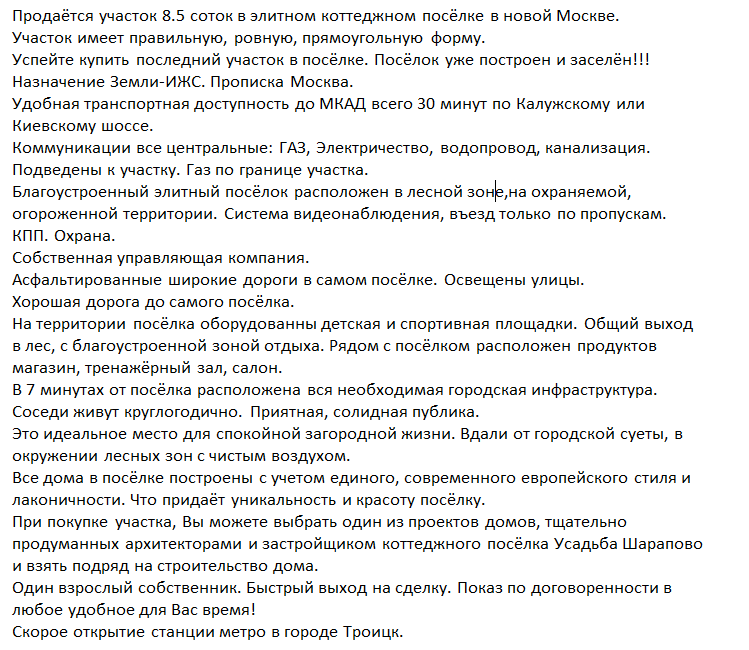 Продаётся участок 8.5 соток в элитном коттеджном посёлке в новой Москве.
Участок имеет правильную, ровную, прямоугольную форму.
Успейте купить последний участок в посёлке. Посёлок уже построен и заселён!!!
Назначение Земли-ИЖС. Прописка Москва.
Удобная транспортная доступность до МКАД всего 30 минут по Калужскому или
Киевскому шоссе.
Коммуникации все центральные: ГАЗ, Электричество, водопровод, канализация.
Подведены к участку. Газ по границе участка.
Благоустроенный элитный посёлок расположен в лесной зоне,на охраняемой,
огороженной территории. Система видеонаблюдения, въезд только по пропускам.
КПП. Охрана.
Собственная управляющая компания.
Асфальтированные широкие дороги в самом посёлке. Освещены улицы.
Хорошая дорога до самого посёлка.
На территории посёлка оборудованны детская и спортивная площадки. Общий выход
в лес, с благоустроенной зоной отдыха. Рядом с посёлком расположен продуктов
магазин, тренажёрный зал, салон.
В 7 минутах от посёлка расположена вся необходимая городская инфраструктура.
Соседи живут круглогодично. Приятная, солидная публика.
Это идеальное место для спокойной загородной жизни. Вдали от городской суеты, в
окружении лесных зон с чистым воздухом.
Все дома в посёлке построены с учетом единого, современного европейского стиля и
лаконичности. Что придаёт уникальность и красоту посёлку.
При покупке участка, Вы можете выбрать один из проектов домов, тщательно
продуманных архитекторами и застройщиком коттеджного посёлка Усадьба Шарапово
и взять подряд на строительство дома.
Один взрослый собственник. Быстрый выход на сделку. Показ по договоренности в
любое удобное для Вас время!
Скорое открытие станции метро в городе Троицк.